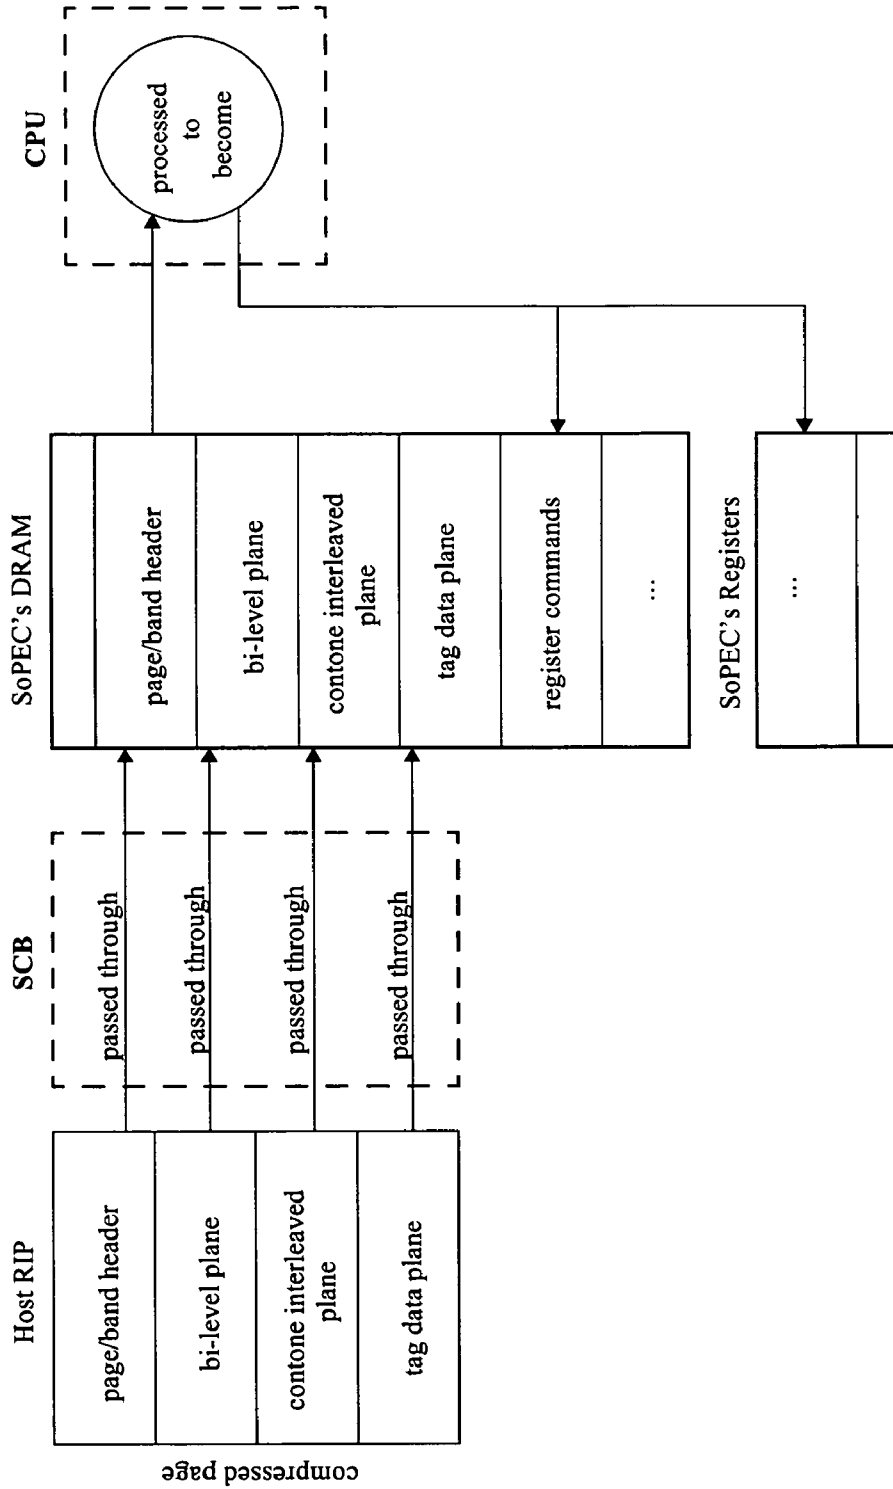 Host RIP
compressed page
page/band header
bi-level plane
contone interleaved
plane
tag data plane
SCB
passed through
passed through
passed through
passed through
SoPEC's DRAM
page/band header
bi-level plane
contone interleaved
plane
tag data plane
register commands
...
SoPEC's Registers
...
CPU
processed
to
become